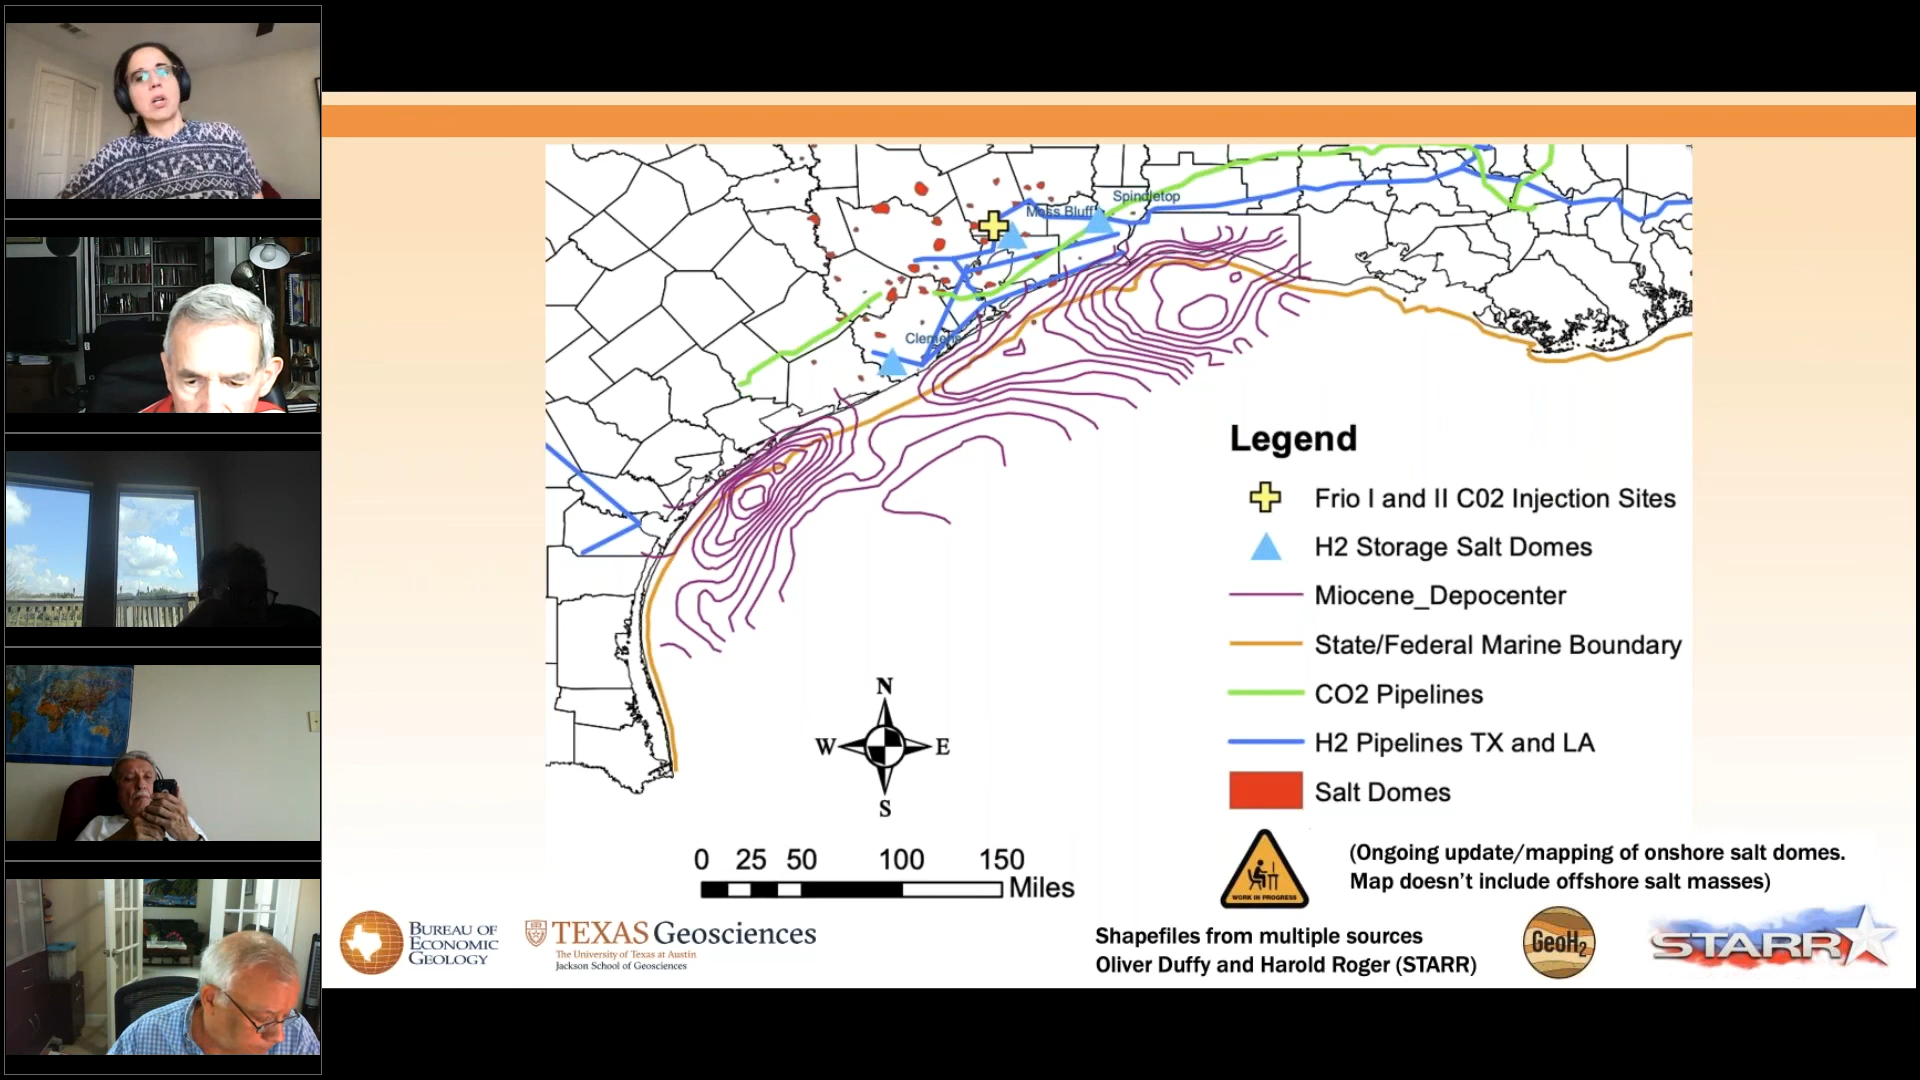 Spindletop
Moss Bluff
Clemens
Legend
Frio I and II C02 Injection Sites
H2 Storage Salt Domes
Miocene_Depocenter
State/Federal Marine Boundary
CO2 Pipelines
H2 Pipelines TX and LA
Salt Domes
N
W E
S
0 25 50 100 150
Miles
WORK IN PROGRESS
(Ongoing update/mapping of onshore salt domes.
Map doesn't include offshore salt masses)
BUREAU OF
ECONOMIC
GEOLOGY
TEXAS Geosciences
The University of Texas at Austin
Jackson School of Geosciences
Shapefiles from multiple sources
Oliver Duffy and Harold Roger (STARR)
GeoH2
STARR